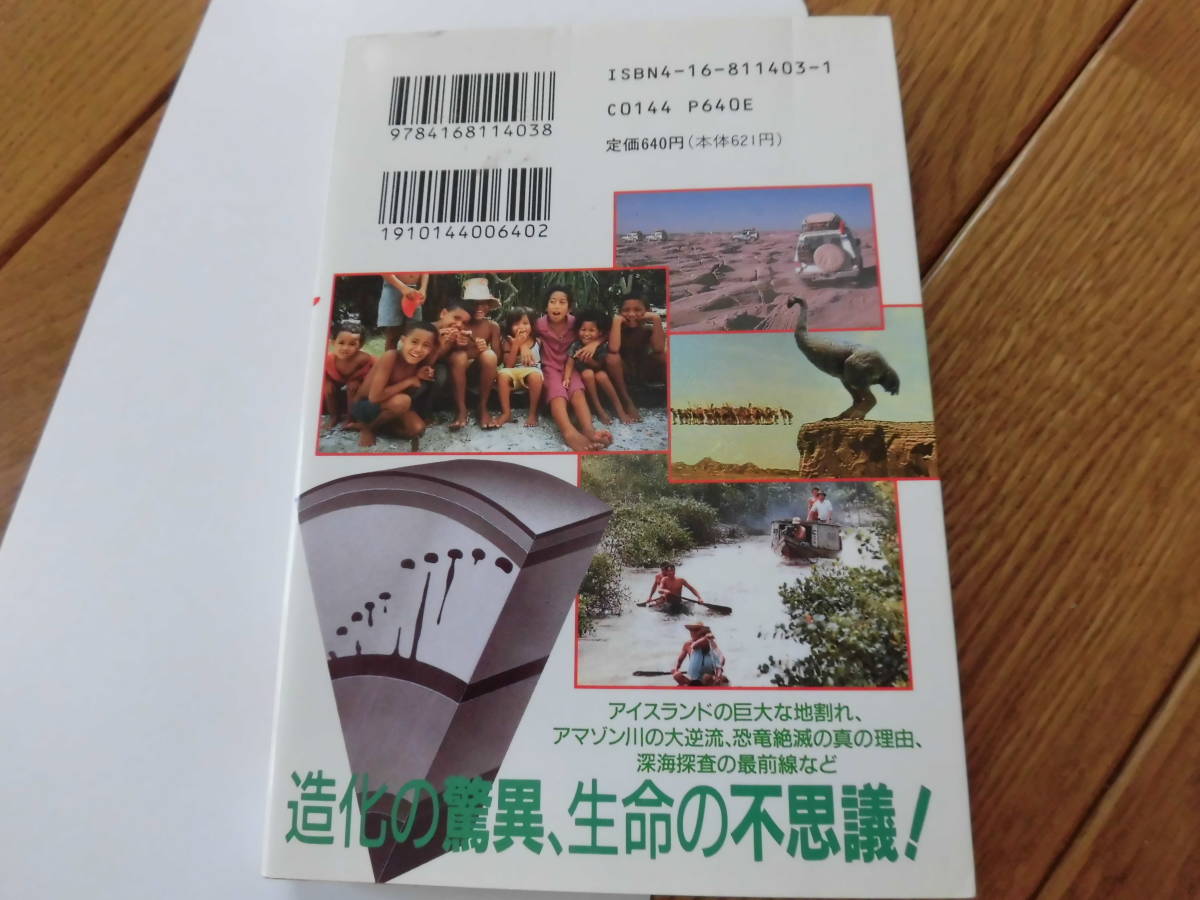 ISBN4-16-811403-1
C0144 P640E
定価640円(本体621円)
9784168114038
1910144006402
アイスランドの巨大な地割れ、
アマゾン川の大逆流、恐竜絶滅の真の理由、
深海探査の最前線など
造化の驚異、生命の不思議!